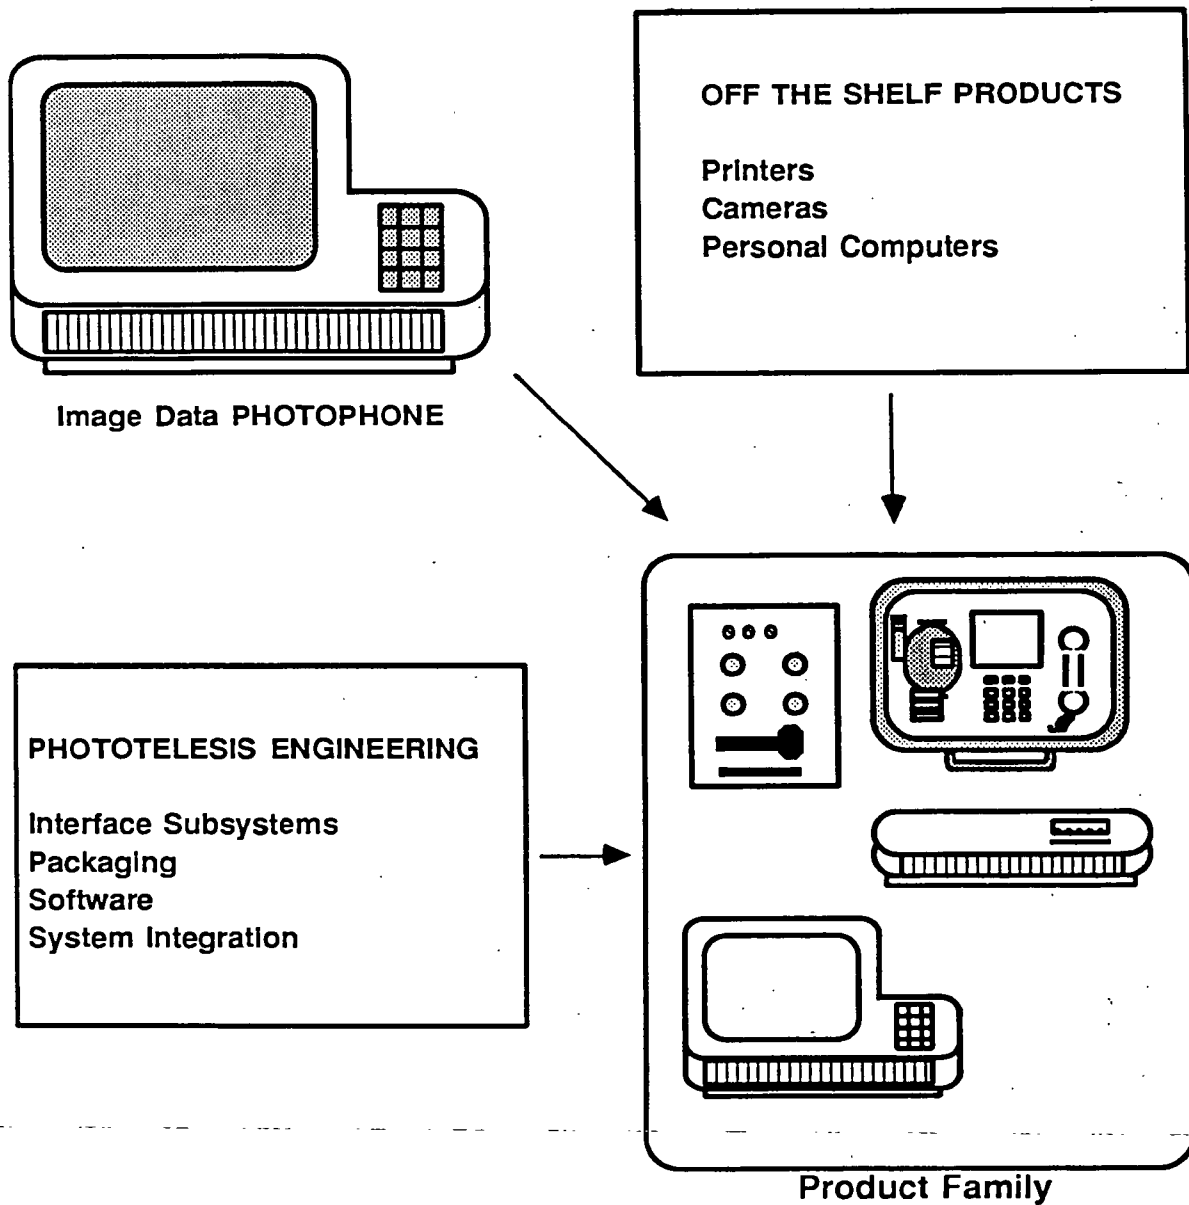 OFF THE SHELF PRODUCTS
Printers
Cameras
Personal Computers
Image Data PHOTOPHONE
PHOTOTELESIS ENGINEERING
Interface Subsystems
Packaging
Software
System Integration
Product Family